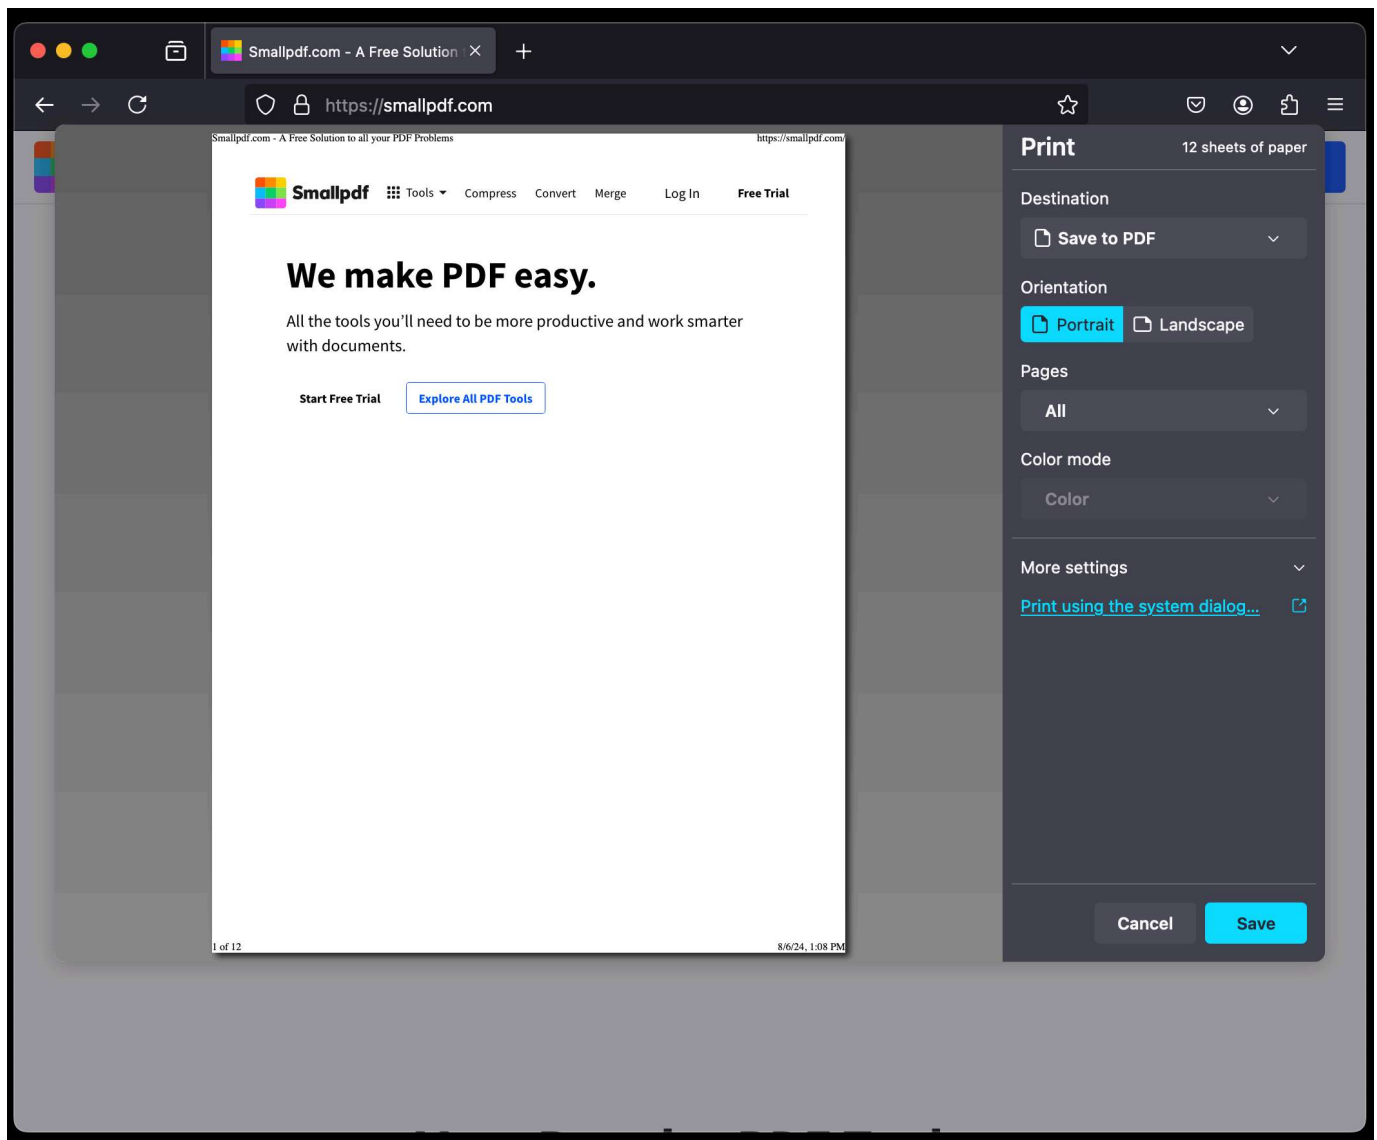 Smallpdf.com - A Free Solution
https://smallpdf.com
Smallpdf.com - A Free Solution to all your PDF Problems
https://smallpdf.com/
Smallpdf Tools Compress Convert Merge Log In Free Trial
We make PDF easy.
All the tools you'll need to be more productive and work smarter
with documents.
Start Free Trial Explore All PDF Tools
1 of 12
8/6/24, 1:08 PM
Print 12 sheets of paper
Destination
Save to PDF
Orientation
Portrait Landscape
Pages
All
Color mode
Color
More settings
Print using the system dialog...
Cancel Save